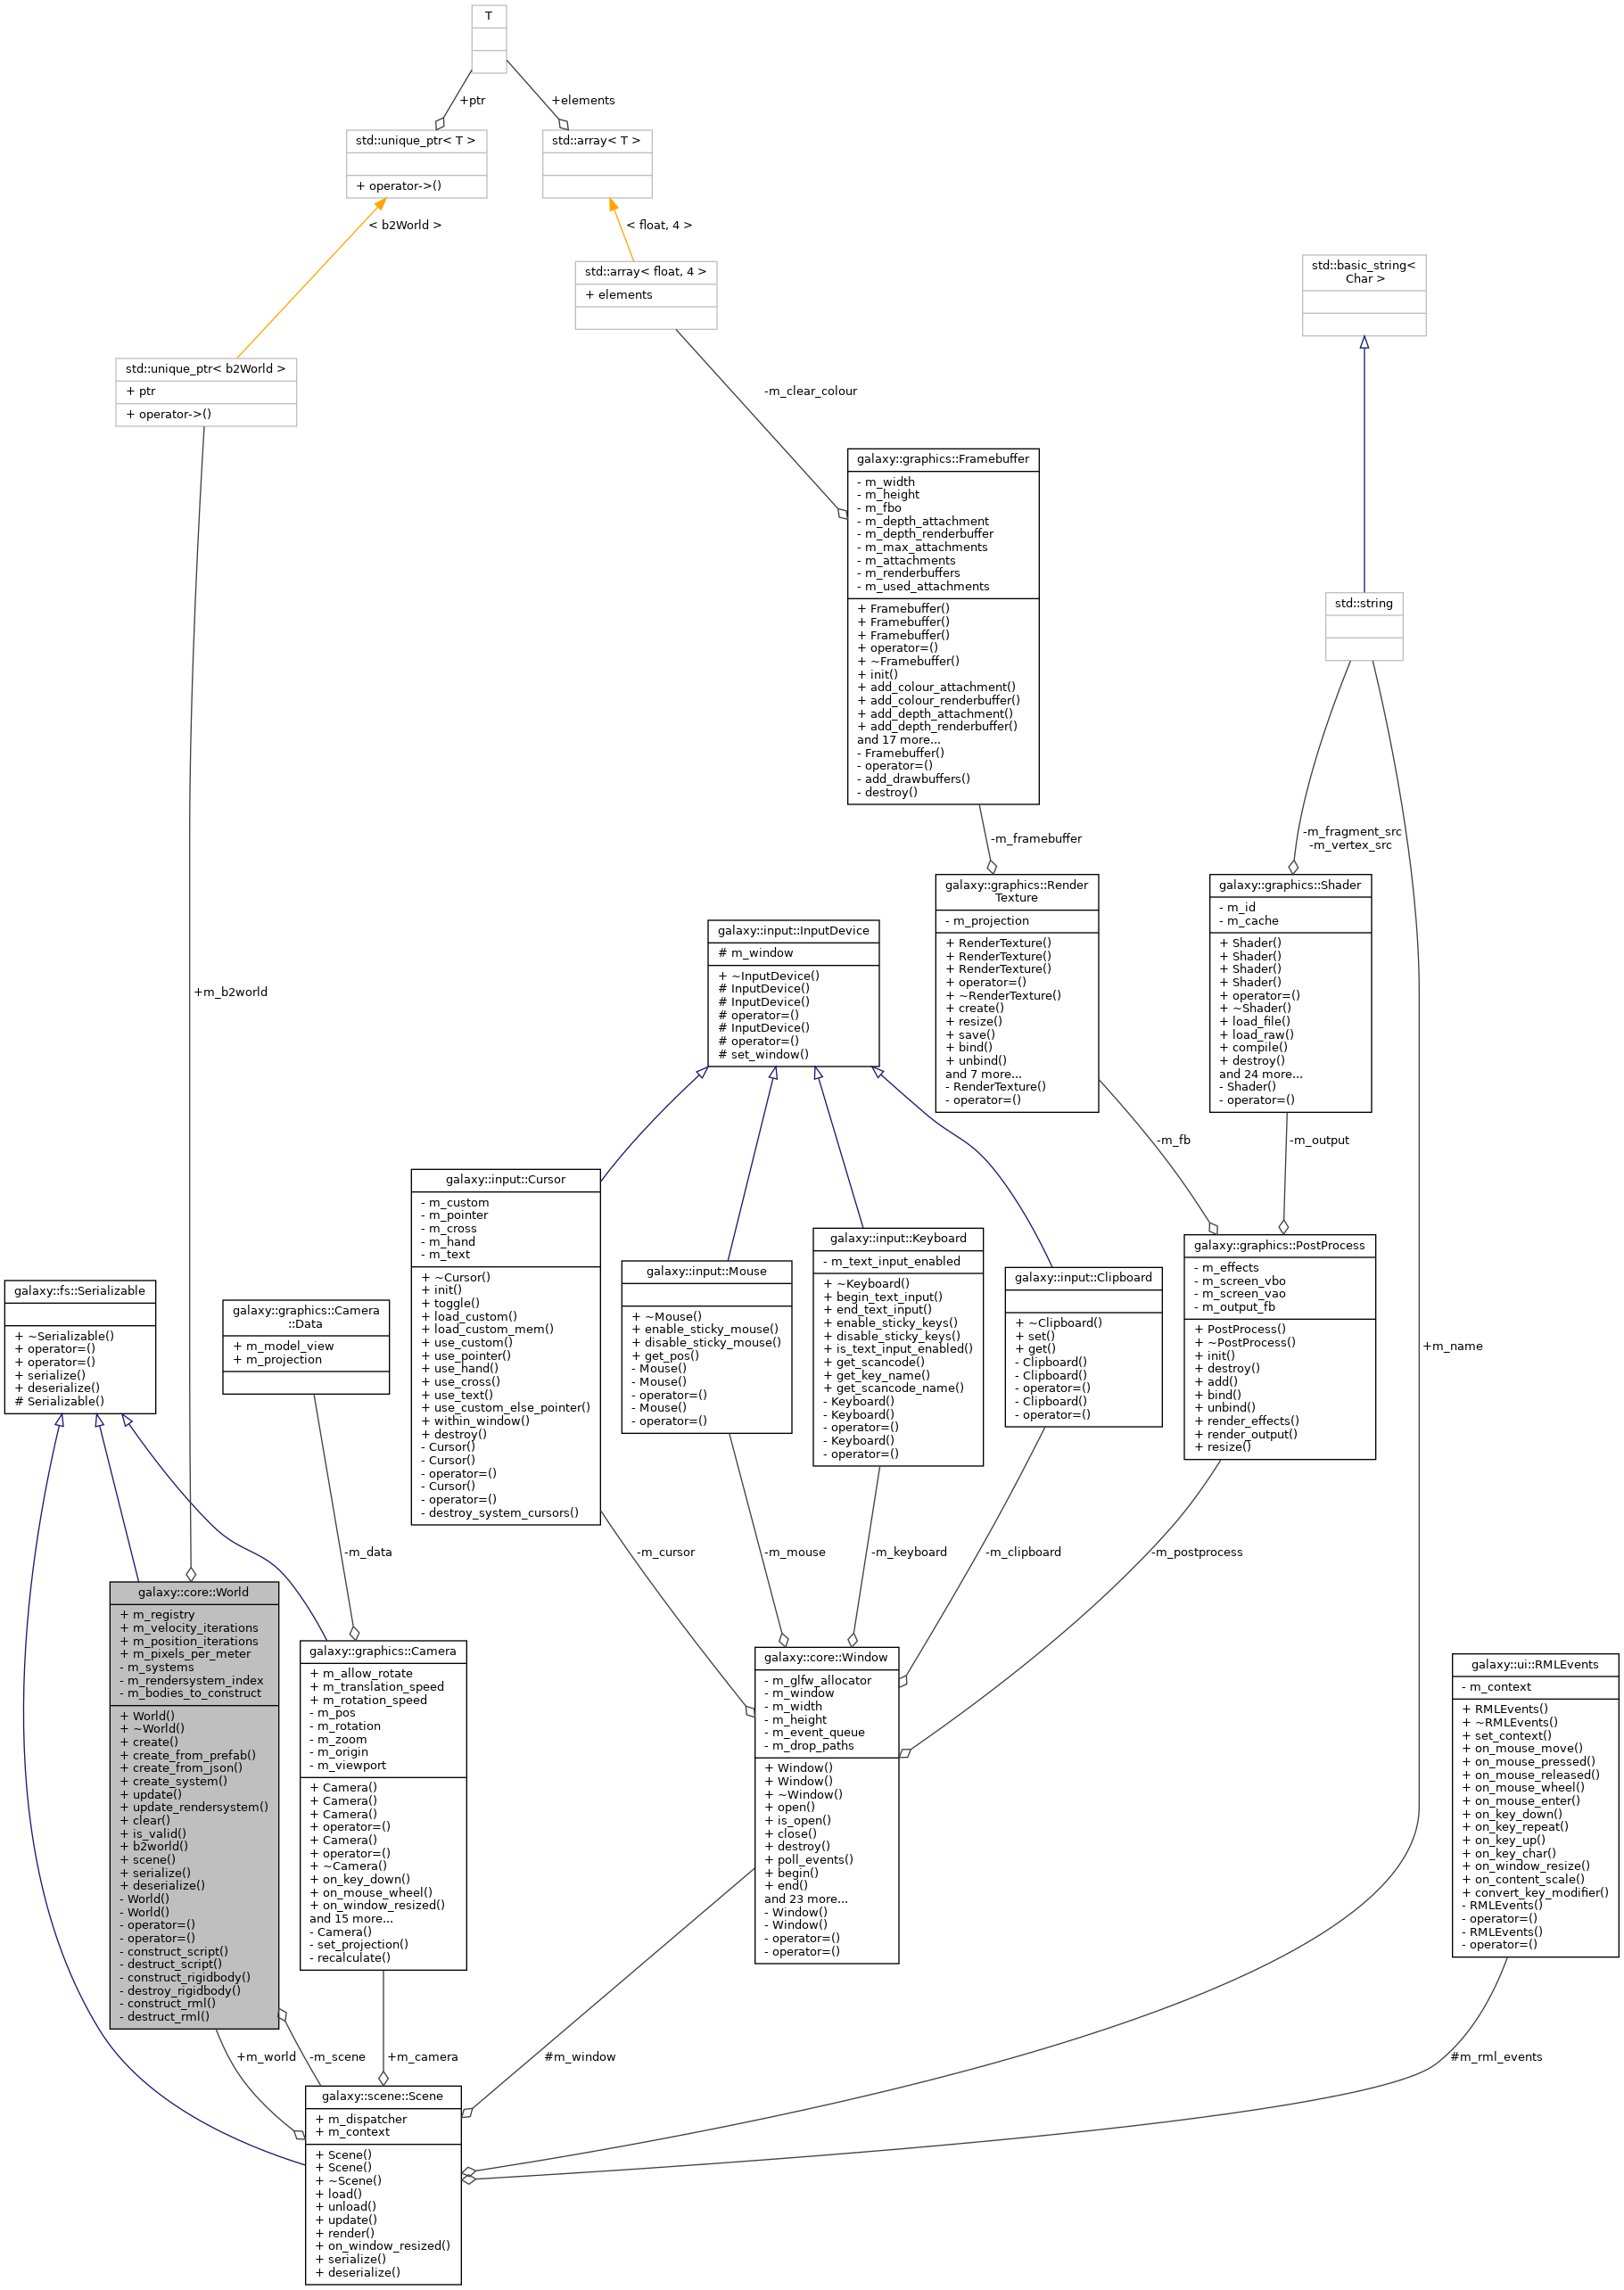 T
+ptr
+elements
std::unique_ptr< T >
+ operator->()
std::array< T >
< b2World >
< float, 4 >
std::array< float, 4 >
+ elements
std::basic_string<
Char >
std::unique_ptr< b2World >
+ ptr
+ operator->()
-m_clear_colour
galaxy::graphics::Framebuffer
- m_width
- m_height
- m_fbo
- m_depth_attachment
- m_depth_renderbuffer
- m_max_attachments
- m_attachments
- m_renderbuffers
- m_used_attachments
+ Framebuffer()
+ Framebuffer()
+ Framebuffer()
+ operator=()
+ ~Framebuffer()
+ init()
+ add_colour_attachment()
+ add_colour_renderbuffer()
+ add_depth_attachment()
+ add_depth_renderbuffer()
and 17 more...
- Framebuffer()
- operator=()
- add_drawbuffers()
- destroy()
std::string
-m_framebuffer
-m_fragment_src
-m_vertex_src
galaxy::graphics::Render
Texture
- m_projection
+ RenderTexture()
+ RenderTexture()
+ RenderTexture()
+ operator=()
+ ~RenderTexture()
+ create()
+ resize()
+ save()
+ bind()
+ unbind()
and 7 more...
- RenderTexture()
- operator=()
galaxy::graphics::Shader
- m_id
- m_cache
+ Shader()
+ Shader()
+ Shader()
+ Shader()
+ operator=()
+ ~Shader()
+ load_file()
+ load_raw()
+ compile()
+ destroy()
and 24 more...
- Shader()
- operator=()
galaxy::input::InputDevice
# m_window
+ ~InputDevice()
# InputDevice()
# InputDevice()
# operator=()
# InputDevice()
# operator=()
# set_window()
+m_b2world
-m_fb
-m_output
galaxy::input::Cursor
- m_custom
- m_pointer
- m_cross
- m_hand
- m_text
+ ~Cursor()
+ init()
+ toggle()
+ load_custom()
+ load_custom_mem()
+ use_custom()
+ use_pointer()
+ use_hand()
+ use_cross()
+ use_text()
+ use_custom_else_pointer()
+ within_window()
+ destroy()
- Cursor()
- Cursor()
- operator=()
- Cursor()
- operator=()
- destroy_system_cursors()
galaxy::input::Mouse
+ ~Mouse()
+ enable_sticky_mouse()
+ disable_sticky_mouse()
+ get_pos()
- Mouse()
- Mouse()
- operator=()
- Mouse()
- operator=()
galaxy::input::Keyboard
- m_text_input_enabled
+ ~Keyboard()
+ begin_text_input()
+ end_text_input()
+ enable_sticky_keys()
+ disable_sticky_keys()
+ is_text_input_enabled()
+ get_scancode()
+ get_key_name()
+ get_scancode_name()
- Keyboard()
- Keyboard()
- operator=()
- Keyboard()
- operator=()
galaxy::input::Clipboard
+ ~Clipboard()
+ set()
+ get()
- Clipboard()
- Clipboard()
- operator=()
- Clipboard()
- operator=()
galaxy::graphics::PostProcess
- m_effects
- m_screen_vbo
- m_screen_vao
- m_output_fb
+ PostProcess()
+ ~PostProcess()
+ init()
+ destroy()
+ add()
+ bind()
+ unbind()
+ render_effects()
+ render_output()
+ resize()
+m_name
galaxy::fs::Serializable
+ ~Serializable()
+ operator=()
+ operator=()
+ serialize()
+ deserialize()
# Serializable()
galaxy::graphics::Camera
::Data
+ m_model_view
+ m_projection
-m_data
-m_cursor
-m_mouse
-m_keyboard
-m_clipboard
-m_postprocess
galaxy::core::World
+ m_registry
+ m_velocity_iterations
+ m_position_iterations
+ m_pixels_per_meter
- m_systems
- m_rendersystem_index
- m_bodies_to_construct
+ World()
+ ~World()
+ create()
+ create_from_prefab()
+ create_from_json()
+ create_system()
+ update()
+ update_rendersystem()
+ clear()
+ is_valid()
+ b2world()
+ scene()
+ serialize()
+ deserialize()
- World()
- World()
- operator=()
- operator=()
- construct_script()
- destruct_script()
- construct_rigidbody()
- destroy_rigidbody()
- construct_rml()
- destruct_rml()
galaxy::graphics::Camera
+ m_allow_rotate
+ m_translation_speed
+ m_rotation_speed
- m_pos
- m_rotation
- m_zoom
- m_origin
- m_viewport
+ Camera()
+ Camera()
+ Camera()
+ operator=()
+ Camera()
+ operator=()
+ ~Camera()
+ on_key_down()
+ on_mouse_wheel()
+ on_window_resized()
and 15 more...
- Camera()
- set_projection()
- recalculate()
galaxy::core::Window
- m_glfw_allocator
- m_window
- m_width
- m_height
- m_event_queue
- m_drop_paths
+ Window()
+ Window()
+ ~Window()
+ open()
+ is_open()
+ close()
+ destroy()
+ poll_events()
+ begin()
+ end()
and 23 more...
- Window()
- Window()
- operator=()
- operator=()
galaxy::ui::RMLEvents
- m_context
+ RMLEvents()
+ ~RMLEvents()
+ set_context()
+ on_mouse_move()
+ on_mouse_pressed()
+ on_mouse_released()
+ on_mouse_wheel()
+ on_mouse_enter()
+ on_key_down()
+ on_key_repeat()
+ on_key_up()
+ on_key_char()
+ on_window_resize()
+ on_content_scale()
+ convert_key_modifier()
- RMLEvents()
- operator=()
- RMLEvents()
- operator=()
+m_world
-m_scene
+m_camera
#m_window
#m_rml_events
galaxy::scene::Scene
+ m_dispatcher
+ m_context
+ Scene()
+ Scene()
+ ~Scene()
+ load()
+ unload()
+ update()
+ render()
+ on_window_resized()
+ serialize()
+ deserialize()